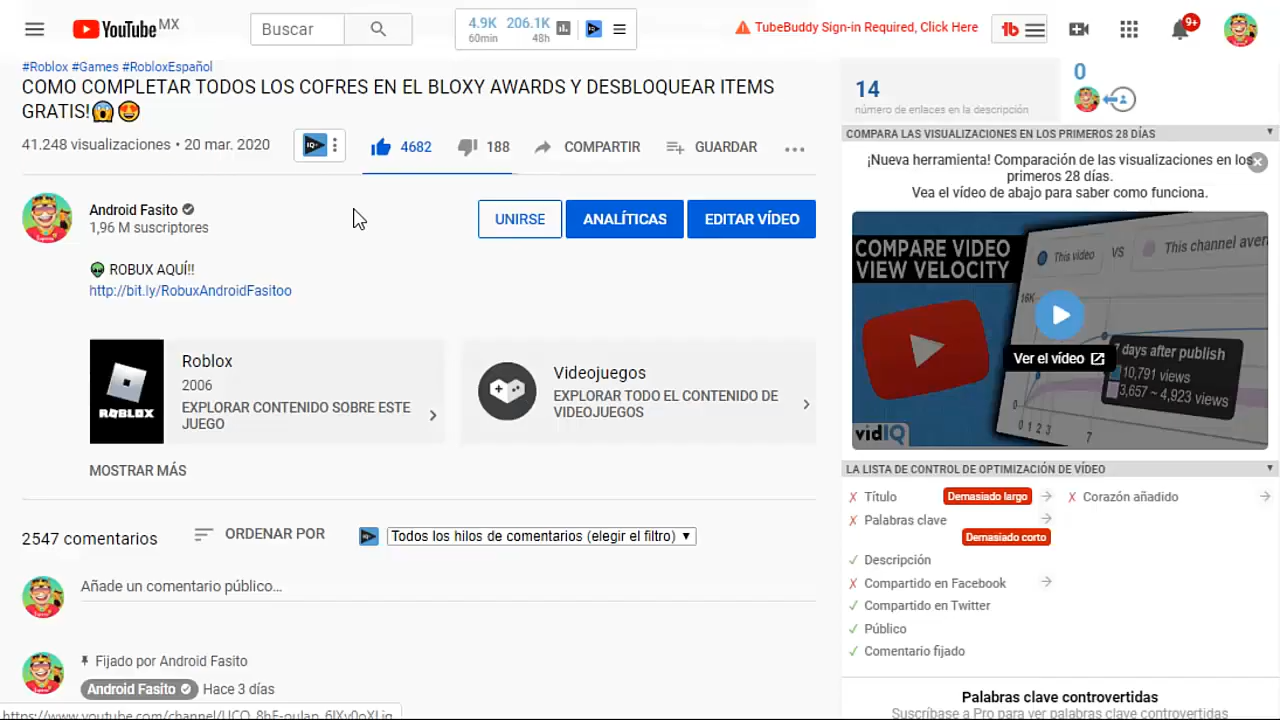 YouTube MX
Buscar
4.9K 206.1K
60min 48h
TubeBuddy Sign-in Required, Click Here
9+
#Roblox #Games #RobloxEspañol
COMO COMPLETAR TODOS LOS COFRES EN EL BLOXY AWARDS Y DESBLOQUEAR ITEMS
GRATIS!😱😍
41.248 visualizaciones • 20 mar. 2020
4682
188
COMPARTIR
GUARDAR
Android Fasito
1,96 M suscriptores
UNIRSE
ANALÍTICAS
EDITAR VÍDEO
👽 ROBUX AQUÍ!!
http://bit.ly/RobuxAndroidFasitoo
ROBLOX
Roblox
2006
EXPLORAR CONTENIDO SOBRE ESTE
JUEGO
Videojuegos
EXPLORAR TODO EL CONTENIDO DE
VIDEOJUEGOS
MOSTRAR MÁS
2547 comentarios
ORDENAR POR
Todos los hilos de comentarios (elegir el filtro)
Añade un comentario público...
Fijado por Android Fasito
Android Fasito Hace 3 días
14
número de enlaces en la descripción
0
COMPARA LAS VISUALIZACIONES EN LOS PRIMEROS 28 DÍAS
¡Nueva herramienta! Comparación de las visualizaciones en los
primeros 28 días.
Vea el vídeo de abajo para saber como funciona.
COMPARE VIDEO
VIEW VELOCITY
This video
VS
This channel avera
16K
Ver el vídeo
7 days after publish
10,791 views
3,657 ~ 4,923 views
0
0 1 2 3 7
vidIQ
LA LISTA DE CONTROL DE OPTIMIZACIÓN DE VÍDEO
Título
Demasiado largo
Corazón añadido
Palabras clave
Demasiado corto
Descripción
Compartido en Facebook
Compartido en Twitter
Público
Comentario fijado
Palabras clave controvertidas
Suscríbase a Pro para ver palabras clave controvertidas